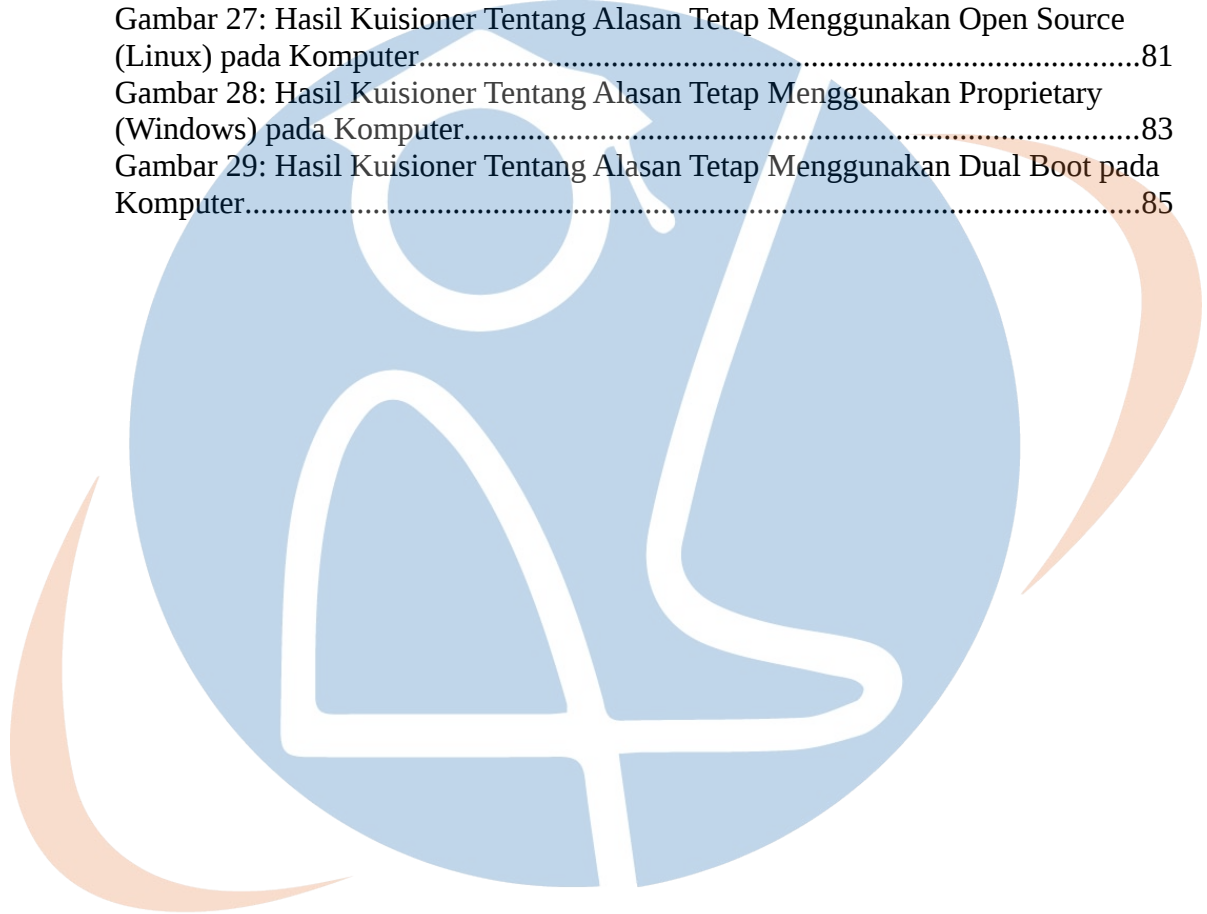 Gambar 27: Hasil Kuisioner Tentang Alasan Tetap Menggunakan Open Source
(Linux) pada Komputer..........................................................................................81
Gambar 28: Hasil Kuisioner Tentang Alasan Tetap Menggunakan Proprietary
(Windows) pada Komputer....................................................................................83
Gambar 29: Hasil Kuisioner Tentang Alasan Tetap Menggunakan Dual Boot pada
Komputer................................................................................................................85